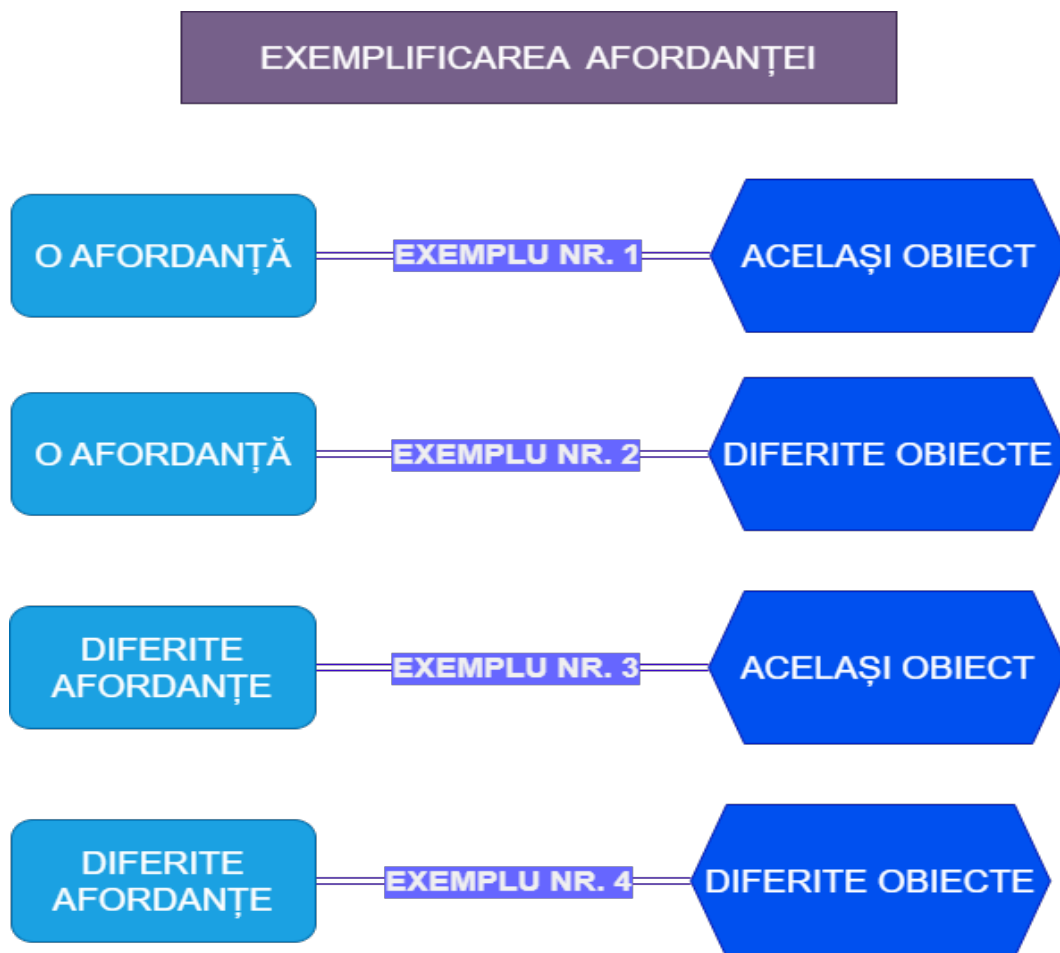 EXEMPLIFICAREA AFORDANȚEI
O AFORDANȚĂ
EXEMPLU NR. 1
ACELAȘI OBIECT
O AFORDANȚĂ
EXEMPLU NR. 2
DIFERITE OBIECTE
DIFERITE
AFORDANȚE
EXEMPLU NR. 3
ACELAȘI OBIECT
DIFERITE
AFORDANȚE
EXEMPLU NR. 4
DIFERITE OBIECTE